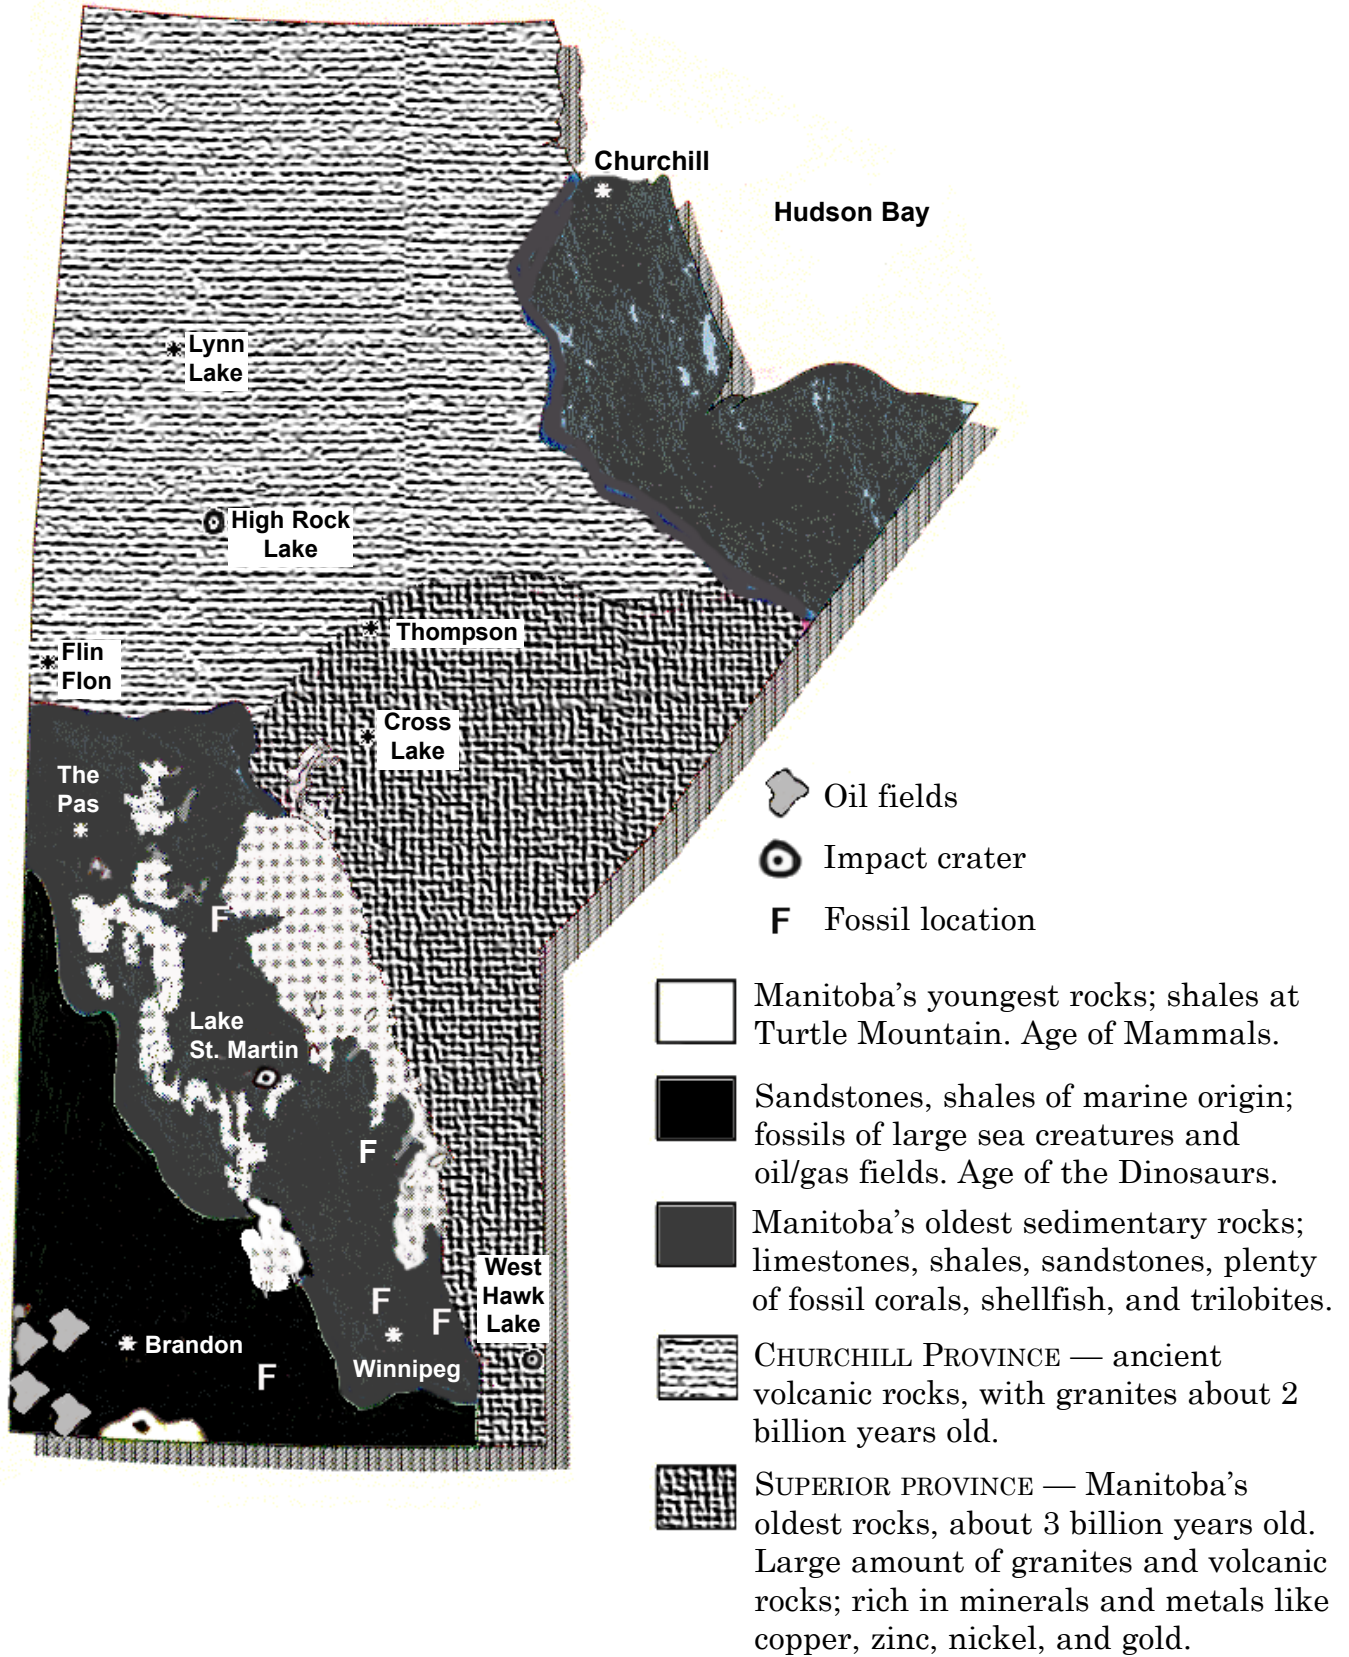 Churchill
Hudson Bay
Lynn
Lake
High Rock
Lake
Thompson
Flin
Flon
Cross
Lake
The
Pas
F
Lake
St. Martin
F
West
Hawk
Lake
F
F
Brandon
Winnipeg
F
Oil fields
Impact crater
F Fossil location
Manitoba’s youngest rocks; shales at
Turtle Mountain. Age of Mammals.
Sandstones, shales of marine origin;
fossils of large sea creatures and
oil/gas fields. Age of the Dinosaurs.
Manitoba’s oldest sedimentary rocks;
limestones, shales, sandstones, plenty
of fossil corals, shellfish, and trilobites.
CHURCHILL PROVINCE — ancient
volcanic rocks, with granites about 2
billion years old.
SUPERIOR PROVINCE — Manitoba’s
oldest rocks, about 3 billion years old.
Large amount of granites and volcanic
rocks; rich in minerals and metals like
copper, zinc, nickel, and gold.